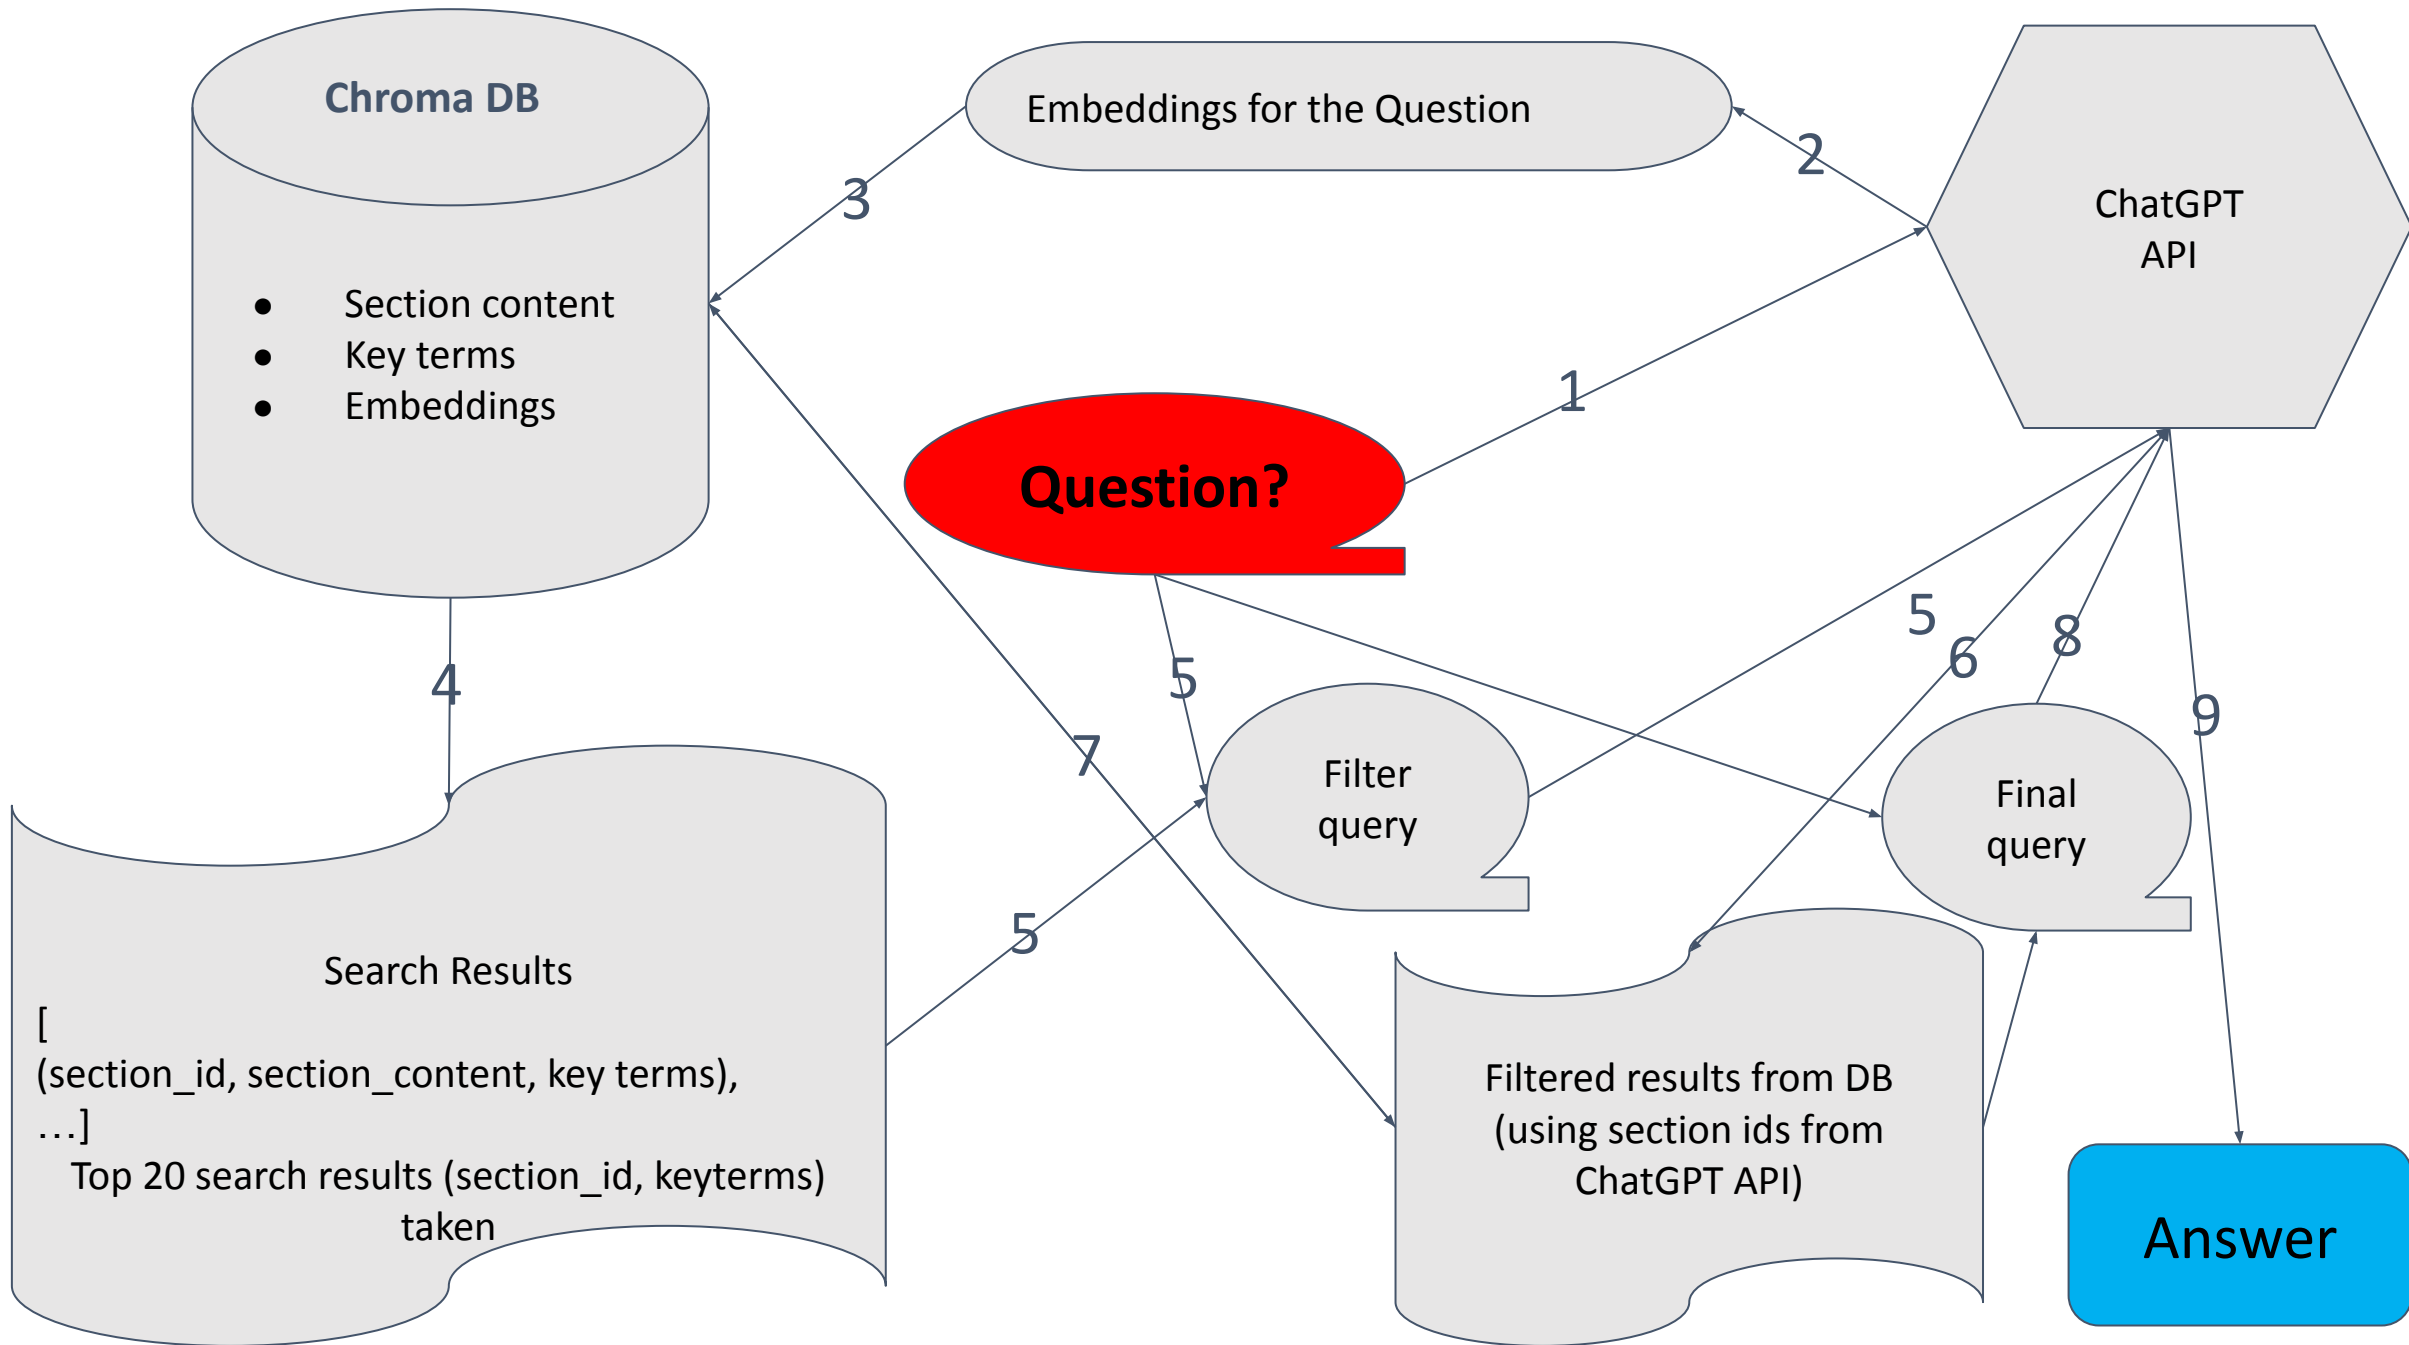 Chroma DB
● Section content
● Key terms
● Embeddings
Embeddings for the Question
ChatGPT
API
2
3
1
Question?
4
5
7
5
6
8
9
Filter
query
5
Final
query
Search Results
[
(section_id, section_content, key terms),
...]
Top 20 search results (section_id, keyterms)
taken
Filtered results from DB
(using section ids from
ChatGPT API)
Answer